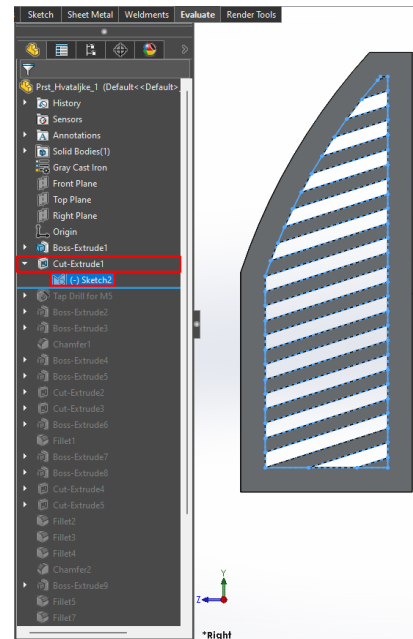 Sketch Sheet Metal Weldments Evaluate Render Tools
Prst_Hvataljke_1 (Default<<Default>_
History
Sensors
Annotations
Solid Bodies(1)
Gray Cast Iron
Front Plane
Top Plane
Right Plane
Origin
Boss-Extrude1
Cut-Extrude1
(-) Sketch2
Tap Drill for M5
Boss-Extrude2
Boss-Extrude3
Chamfer1
Boss-Extrude4
Boss-Extrude5
Cut-Extrude2
Cut-Extrude3
Boss-Extrude6
Fillet1
Boss-Extrude7
Boss-Extrude8
Cut-Extrude4
Cut-Extrude5
Fillet2
Fillet3
Fillet4
Chamfer2
Boss-Extrude9
Fillet5
Fillet7
Y
Z
*Right